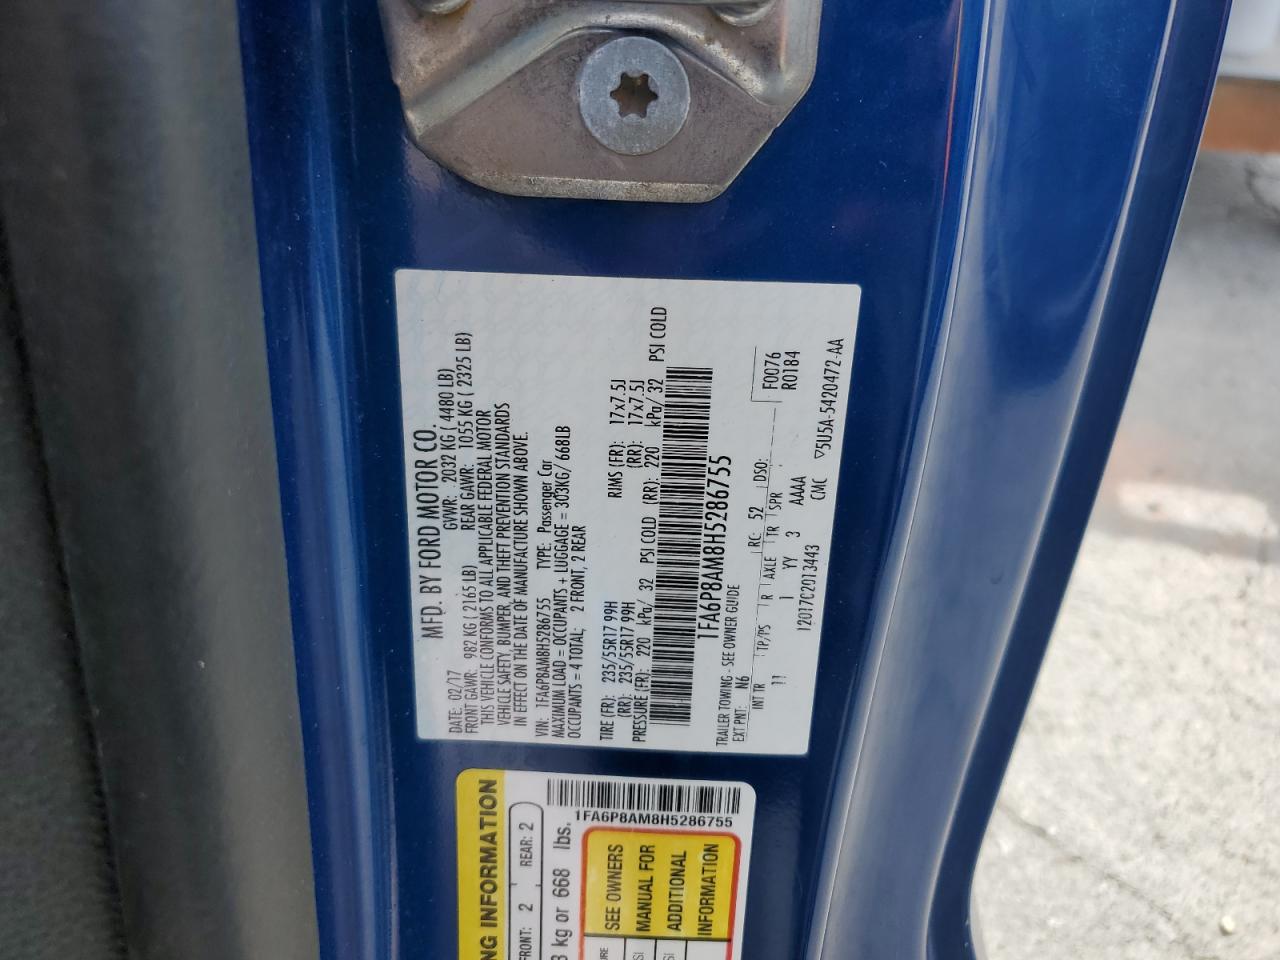 MFD. BY FORD MOTOR CO.
DATE: 02/17 GVWR: 2032 KG ( 4480 LB)
FRONT GAWR: 982 KG ( 2165 LB) REAR GAWR: 1055 KG ( 2325 LB)
THIS VEHICLE CONFORMS TO ALL APPLICABLE FEDERAL MOTOR
VEHICLE SAFETY, BUMPER, AND THEFT PREVENTION STANDARDS
IN EFFECT ON THE DATE OF MANUFACTURE SHOWN ABOVE.
VIN: 1FA6P8AM8H5286755 TYPE: Passenger Car
MAXIMUM LOAD = OCCUPANTS + LUGGAGE = 303KG/ 668LB
OCCUPANTS = 4 TOTAL: 2 FRONT, 2 REAR
TIRE (FR): 235/55R17 99H RIMS (FR): 17x7.5J
(RR): 235/55R17 99H (RR): 17x7.5J
PRESSURE (FR): 220 kPa/ 32 PSI COLD (RR): 220 kPa/ 32 PSI COLD
1FA6P8AM8H5286755
TRAILER TOWING - SEE OWNER GUIDE
EXT PNT: N6 RC: 52 DSO: F0076
INT TR TP/PS R AXLE TR SPR R0184
11 1 YY 3 AAAA
12017C2013443 CMC ▽5U5A-5420472-AA
NG INFORMATION
FRONT: 2 REAR: 2
3 kg or 668 lbs.
1FA6P8AM8H5286755
SEE OWNERS
MANUAL FOR
ADDITIONAL
INFORMATION